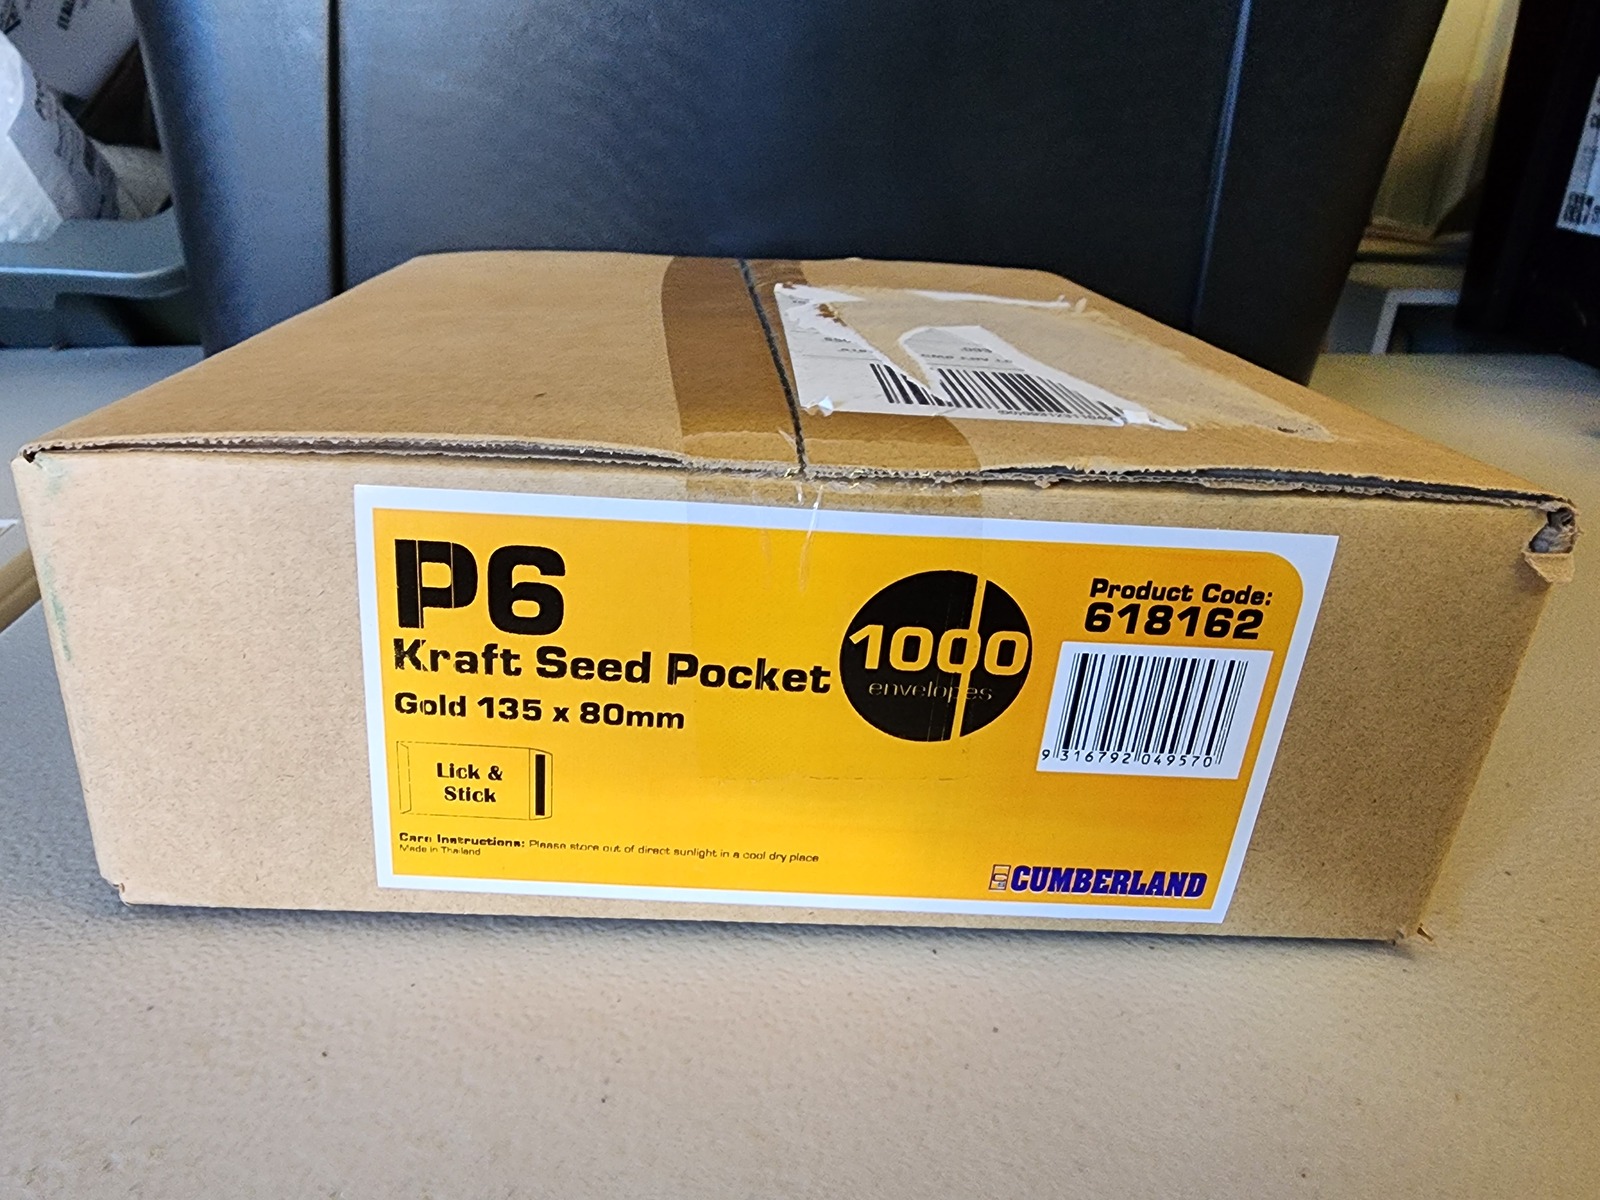 P6
Kraft Seed Pocket
Gold 135 x 80mm
1000
envelopes
Product Code:
618162
9 316792 049570
Lick &
Stick
Care Instructions: Please store out of direct sunlight in a cool dry place
Made in Thailand
CUMBERLAND